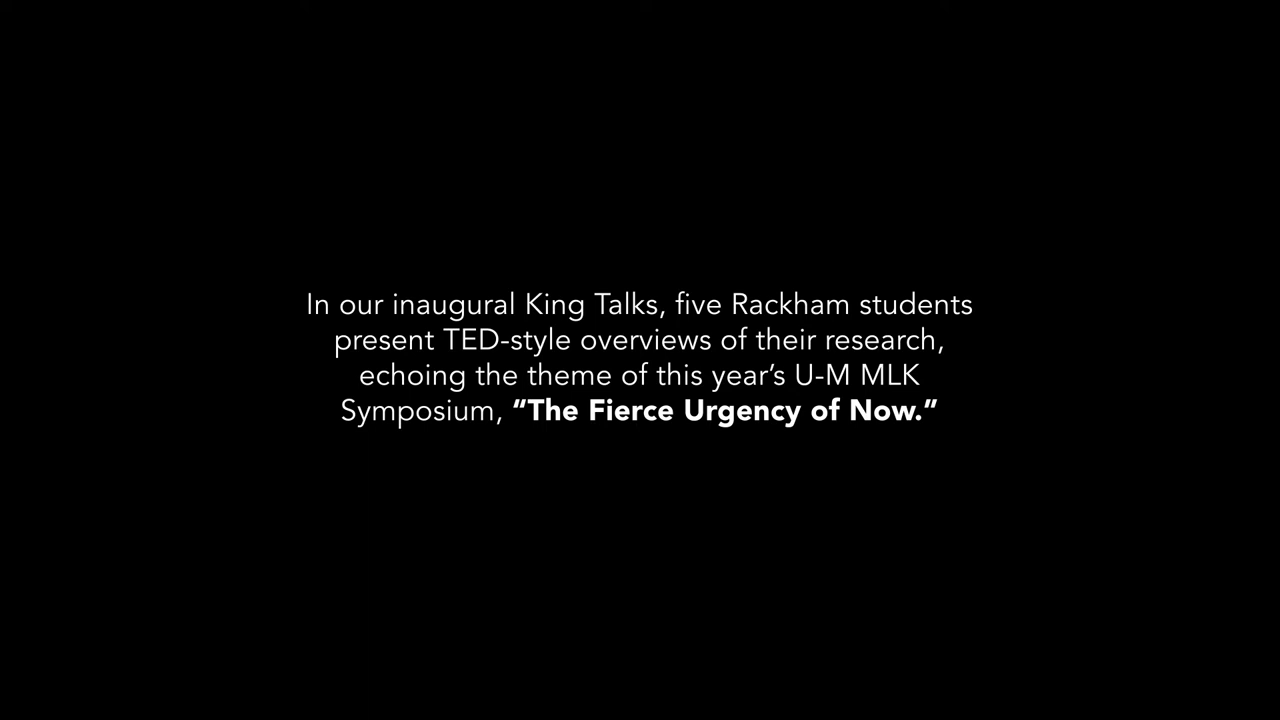 In our inaugural King Talks, five Rackham students
present TED-style overviews of their research,
echoing the theme of this year’s U-M MLK
Symposium, “The Fierce Urgency of Now.”